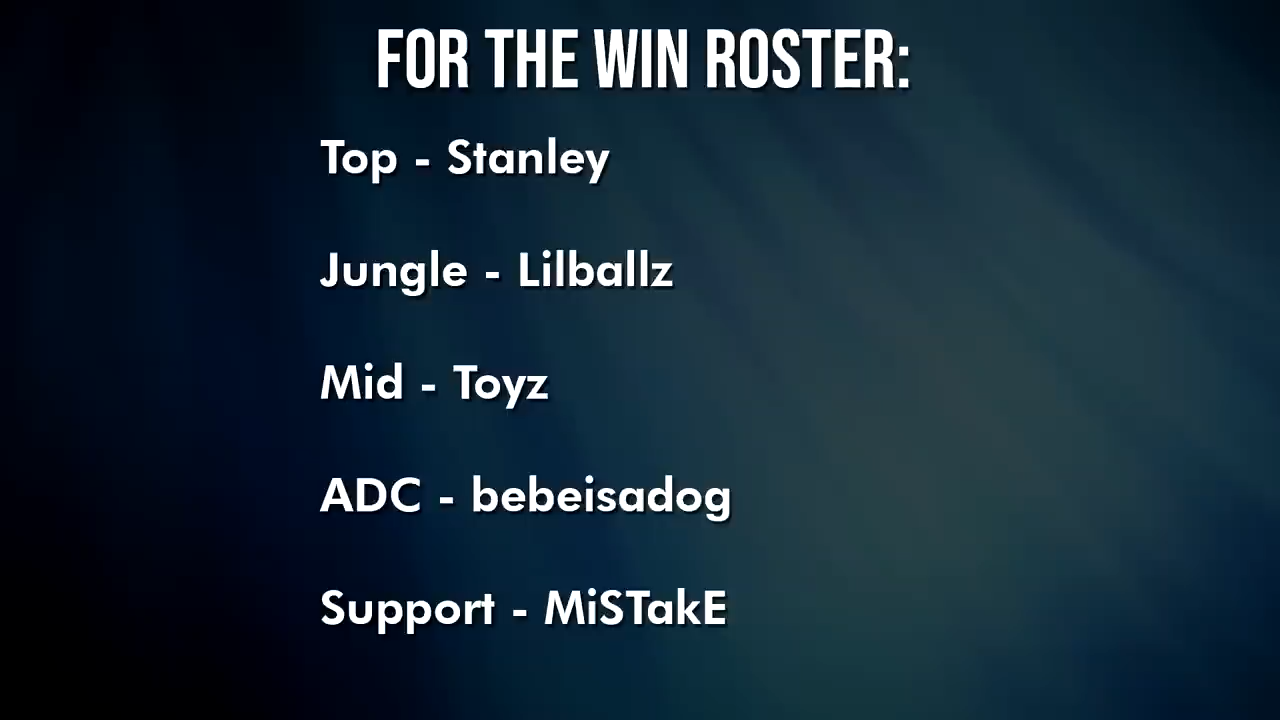 FOR THE WIN ROSTER:
Top - Stanley
Jungle - Lilballz
Mid - Toyz
ADC - bebeisadog
Support - MiSTakE